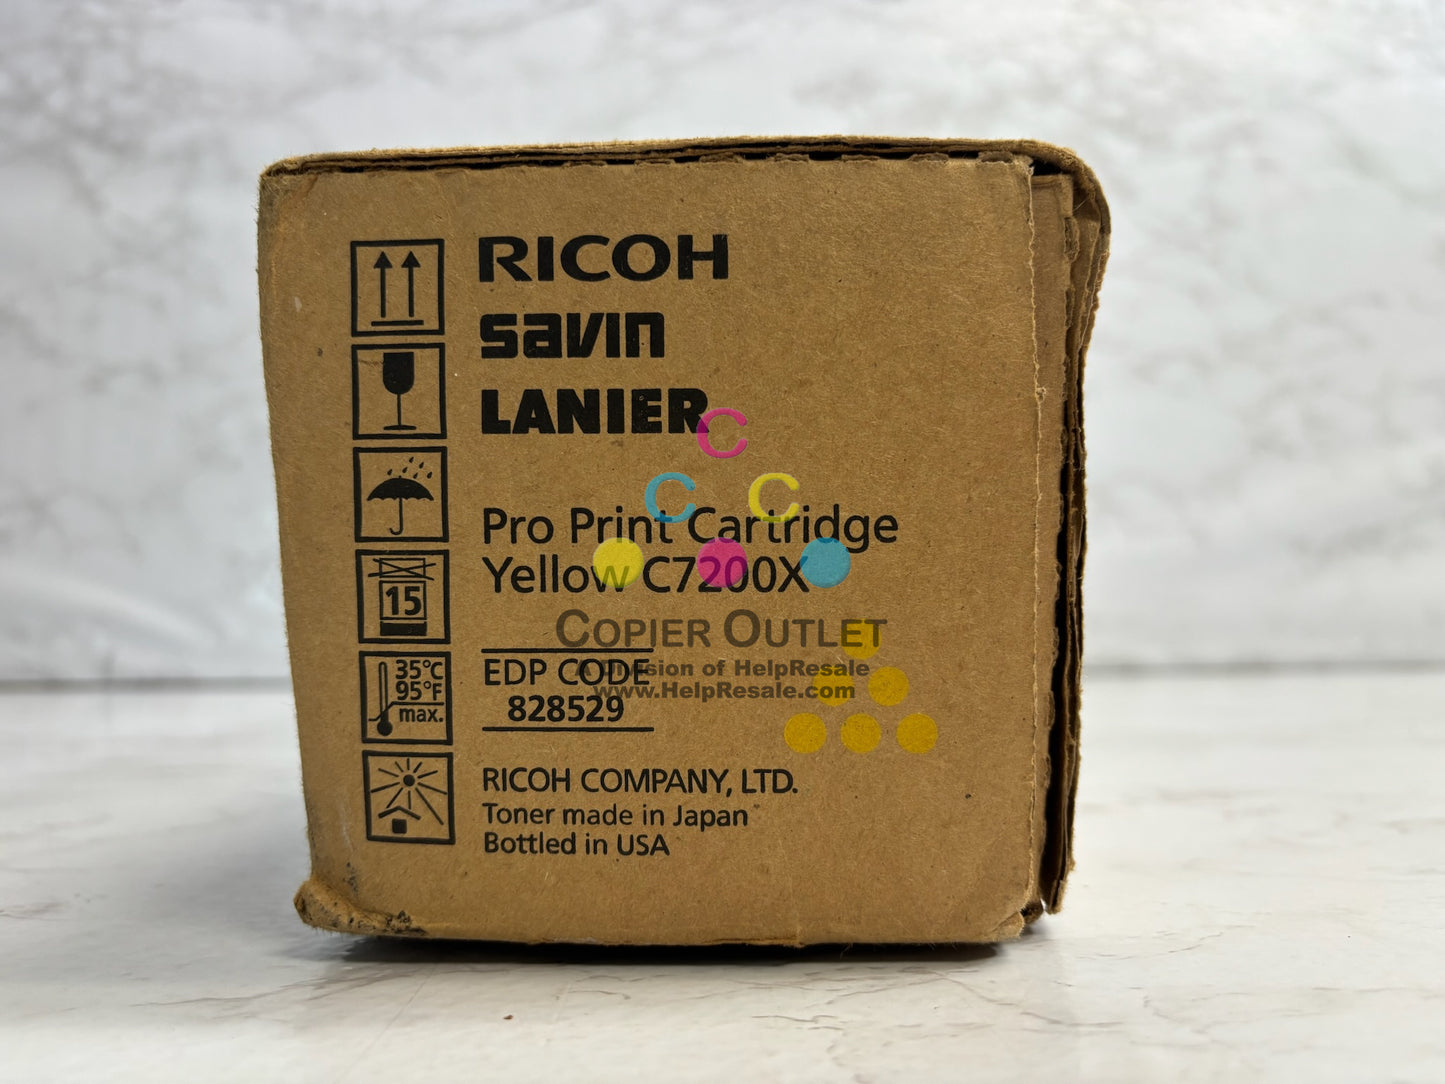 RICOH
savin
LANIER
C
C C
Pro Print Cartridge
Yellow C7200X
COPIER OUTLET
A Division of HelpResale
www.HelpResale.com
EDP CODE
828529
RICOH COMPANY, LTD.
Toner made in Japan
Bottled in USA
15
35°C
95°F
max.